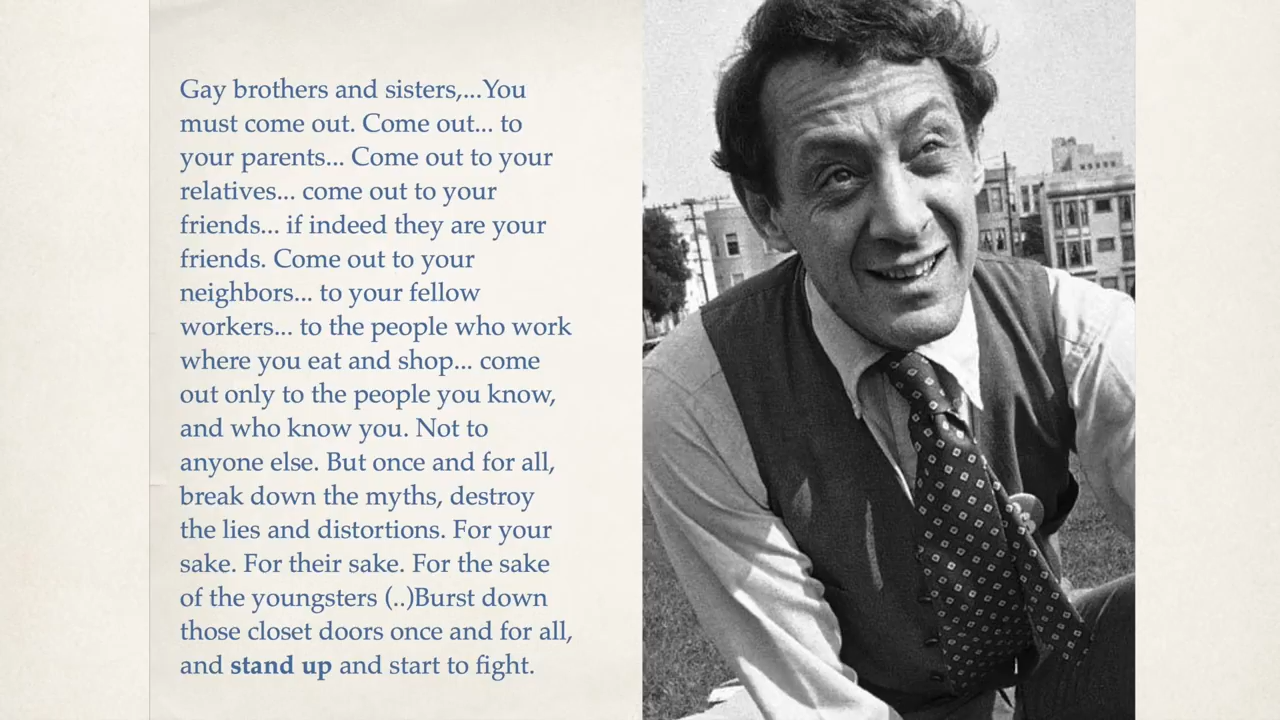 Gay brothers and sisters,...You
must come out. Come out... to
your parents... Come out to your
relatives... come out to your
friends... if indeed they are your
friends. Come out to your
neighbors... to your fellow
workers... to the people who work
where you eat and shop... come
out only to the people you know,
and who know you. Not to
anyone else. But once and for all,
break down the myths, destroy
the lies and distortions. For your
sake. For their sake. For the sake
of the youngsters (..)Burst down
those closet doors once and for all,
and stand up and start to fight.